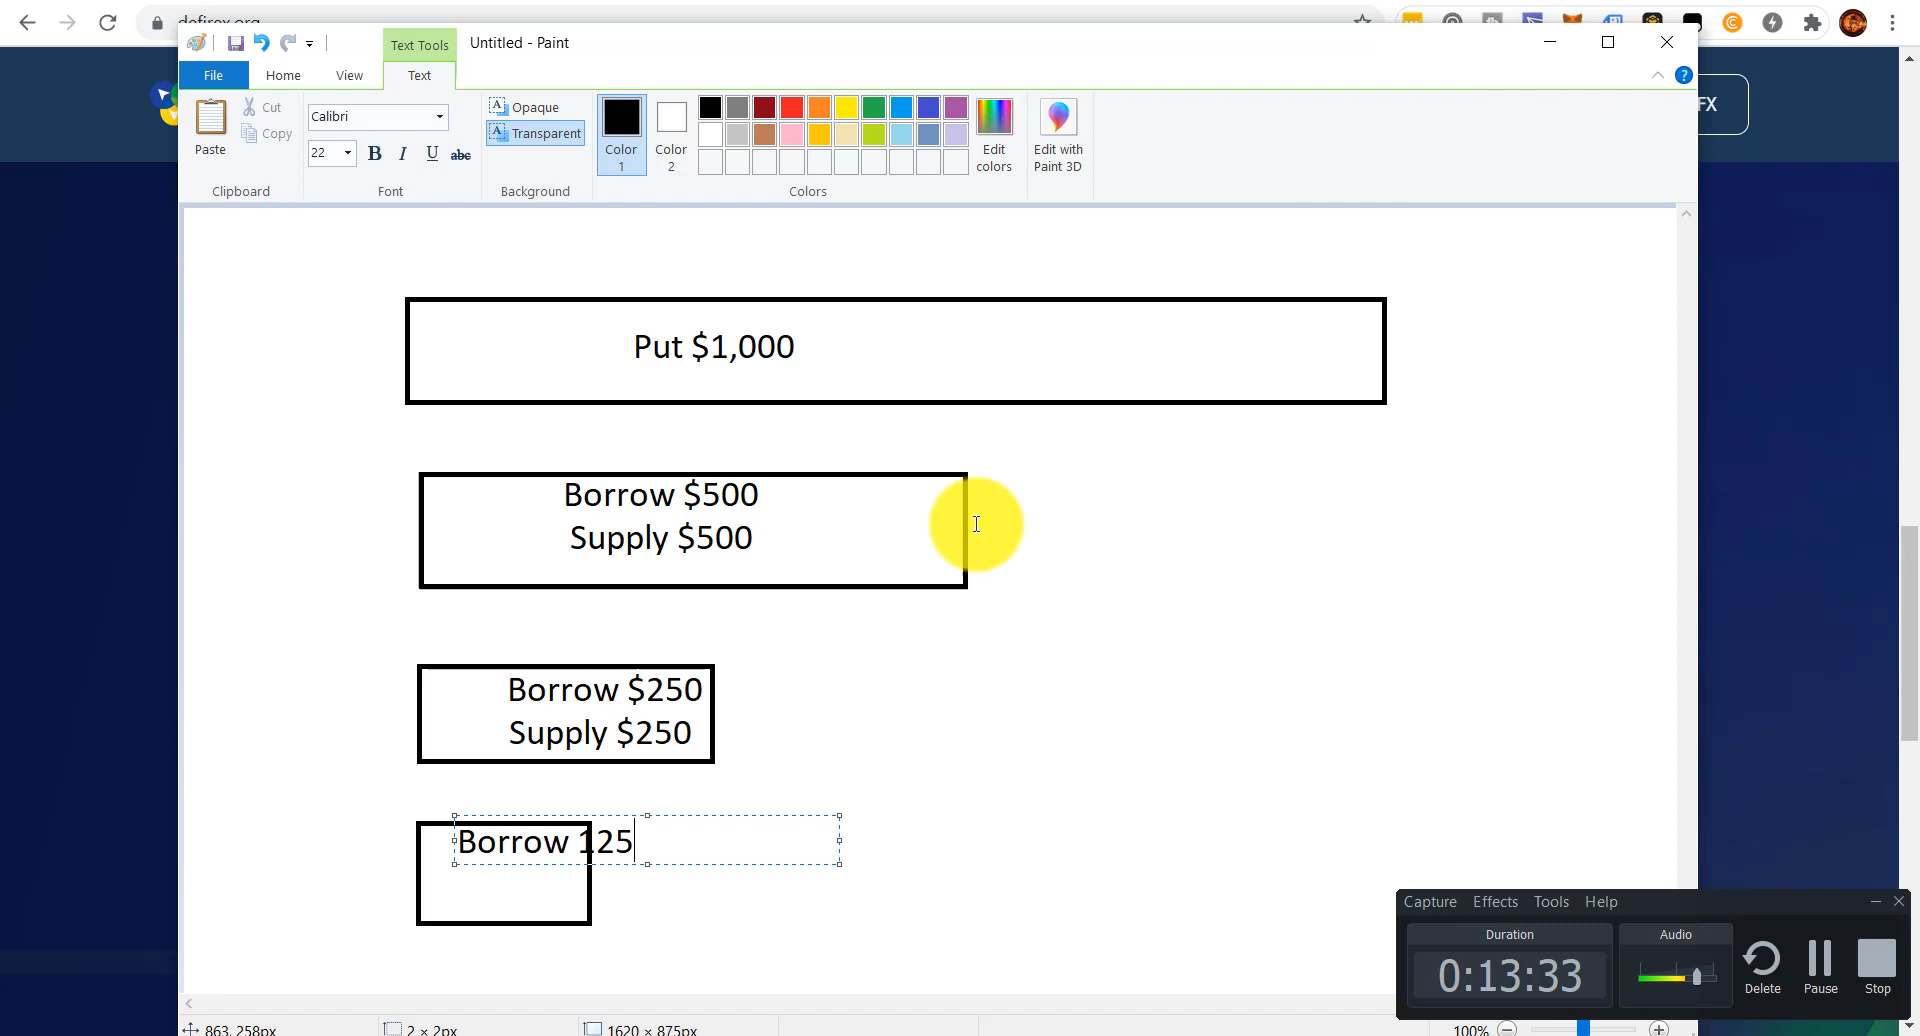 defirex.org
Text Tools
Untitled - Paint
File
Home
View
Text
Paste
Cut
Copy
Clipboard
Calibri
22
B I U abc
Font
A Opaque
A Transparent
Background
Color
1
Color
2
Edit
colors
Colors
Edit with
Paint 3D
FX
Put $1,000
Borrow $500
Supply $500
Borrow $250
Supply $250
Borrow 125
Capture Effects Tools Help
Duration
0:13:33
Audio
Delete
Pause
Stop
863, 258px
2 × 2px
1620 × 875px
100%